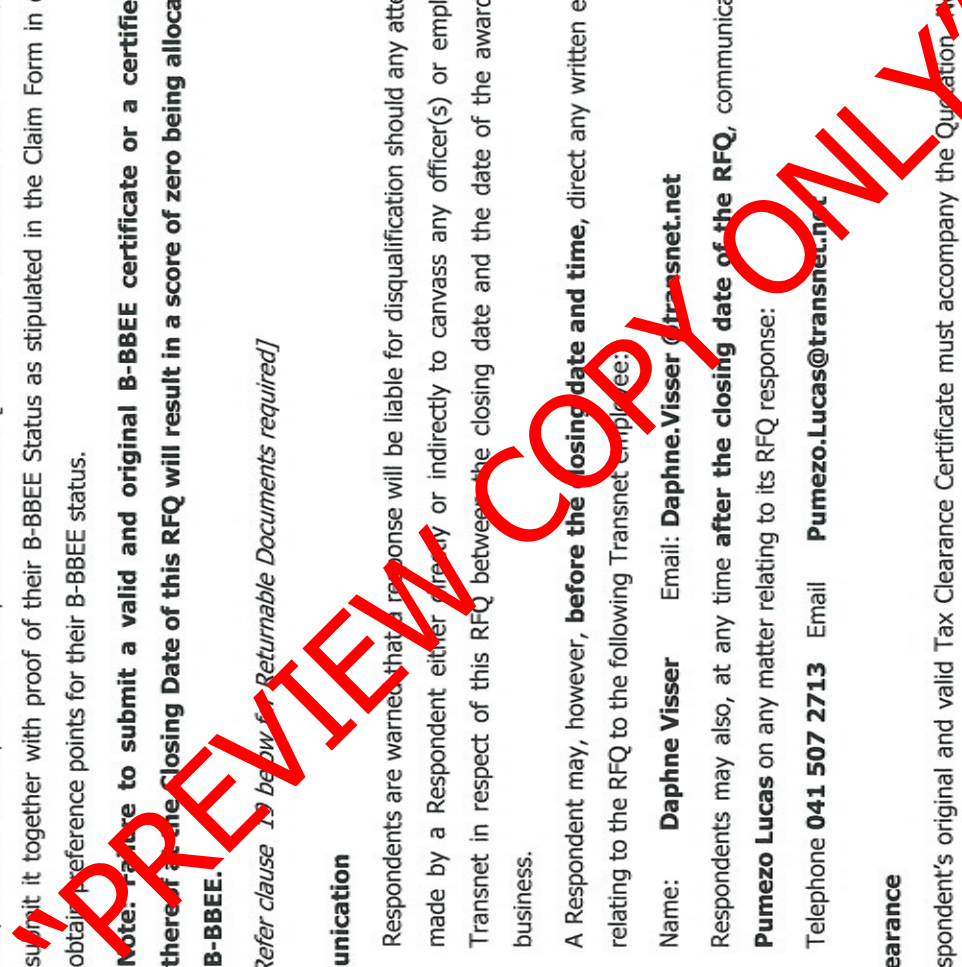 submit it together with proof of their B-BBEE Status as stipulated in the Claim Form in
obtain preference points for their B-BBEE status.
Note: Failure to submit a valid and original B-BBEE certificate or a certifie
thereof at the Closing Date of this RFQ will result in a score of zero being alloca
B-BBEE.
Refer clause 19 below for Returnable Documents required]
unication
Respondents are warned that a response will be liable for disqualification should any atte
made by a Respondent either directly or indirectly to canvass any officer(s) or empl
Transnet in respect of this RFQ between the closing date and the date of the award
business.
A Respondent may, however, before the closing date and time, direct any written e
relating to the RFQ to the following Transnet employee:
Name: Daphne Visser Email: Daphne.Visser @transnet.net
Respondents may also, at any time after the closing date of the RFQ, communica
Pumezo Lucas on any matter relating to its RFQ response:
Telephone 041 507 2713 Email Pumezo.Lucas@transnet.net
earance
spondent's original and valid Tax Clearance Certificate must accompany the Quotation
"PREVIEW COPY ONLY"